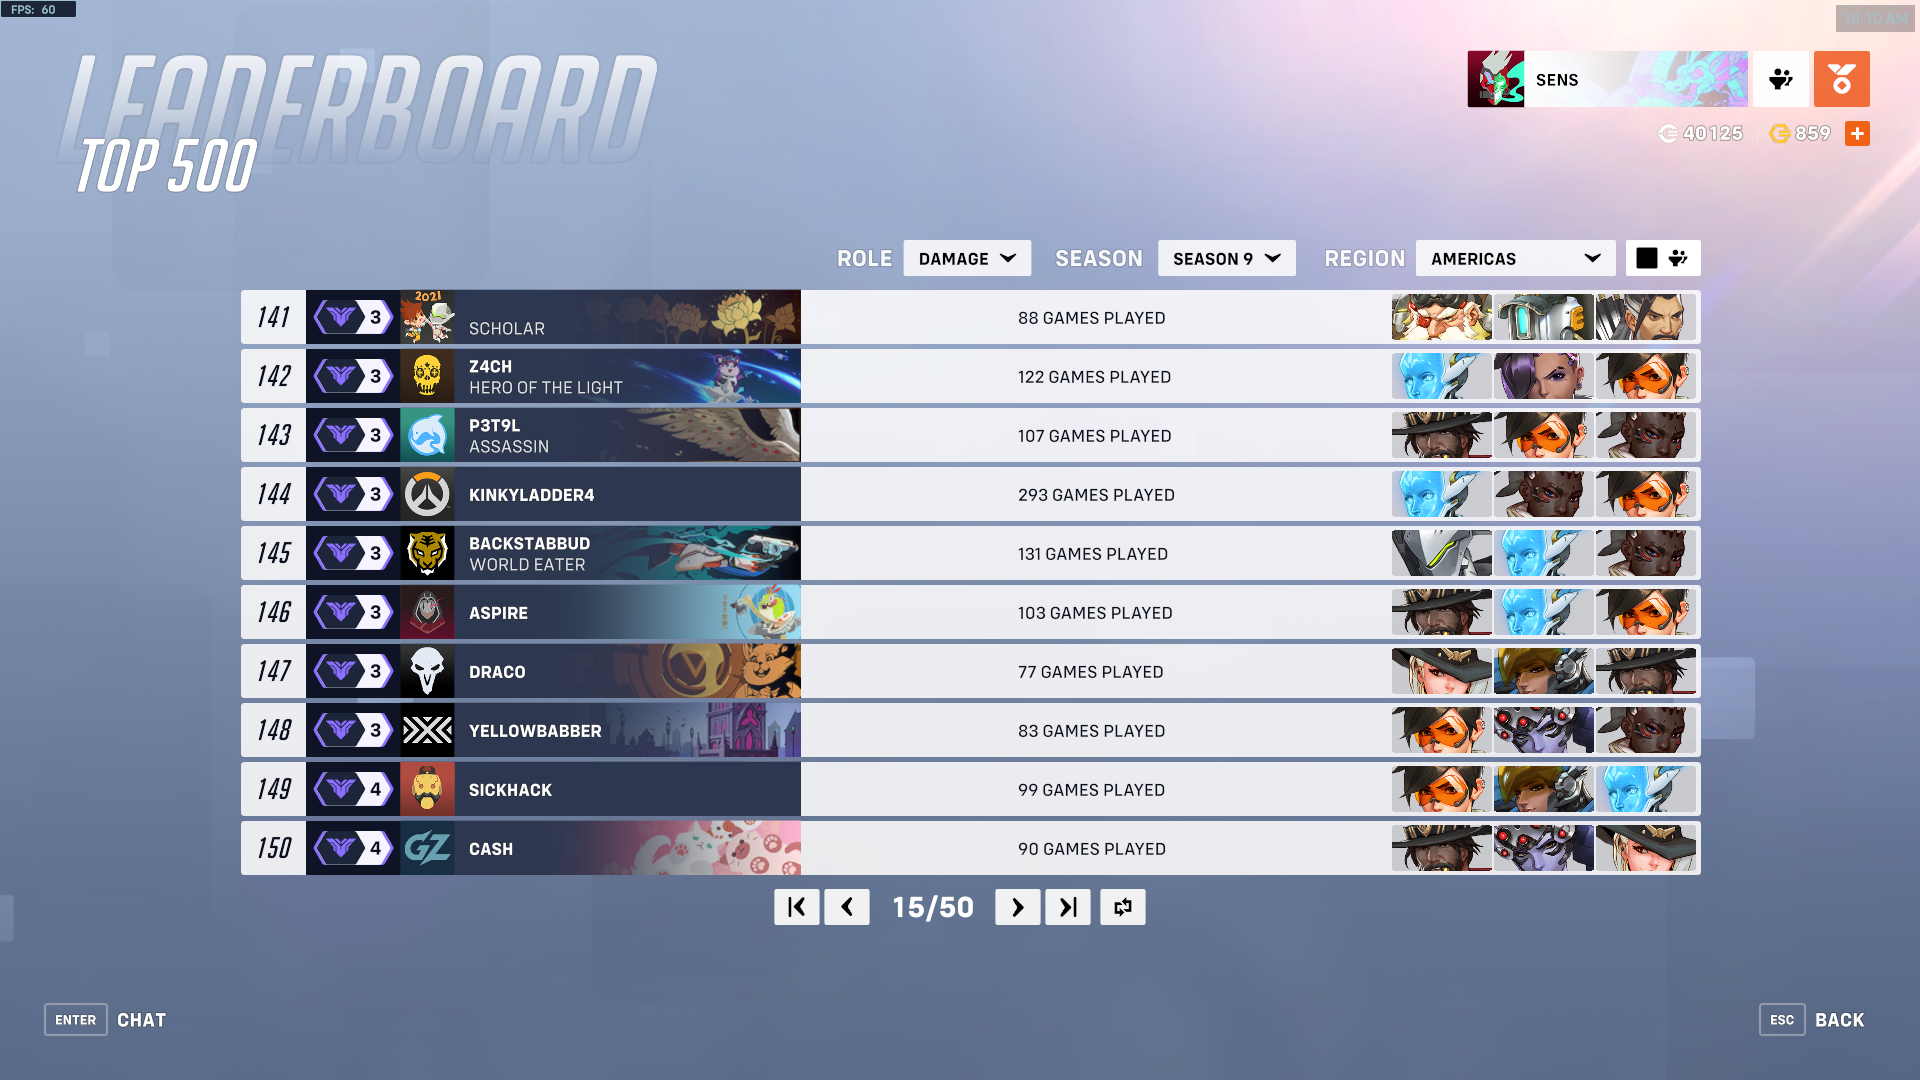 FPS: 60
10:10 AM
LEADERBOARD
TOP 500
SENS
40125
859
ROLE DAMAGE SEASON SEASON 9 REGION AMERICAS
141 3 2021 SCHOLAR 88 GAMES PLAYED
142 3 Z4CH 122 GAMES PLAYED
HERO OF THE LIGHT
143 3 P3T9L 107 GAMES PLAYED
ASSASSIN
144 3 KINKYLADDER4 293 GAMES PLAYED
145 3 BACKSTABBUD 131 GAMES PLAYED
WORLD EATER
146 3 ASPIRE 103 GAMES PLAYED
147 3 DRACO 77 GAMES PLAYED
148 3 YELLOWBABBER 83 GAMES PLAYED
149 4 SICKHACK 99 GAMES PLAYED
150 4 GZ CASH 90 GAMES PLAYED
15/50
ENTER CHAT
ESC BACK